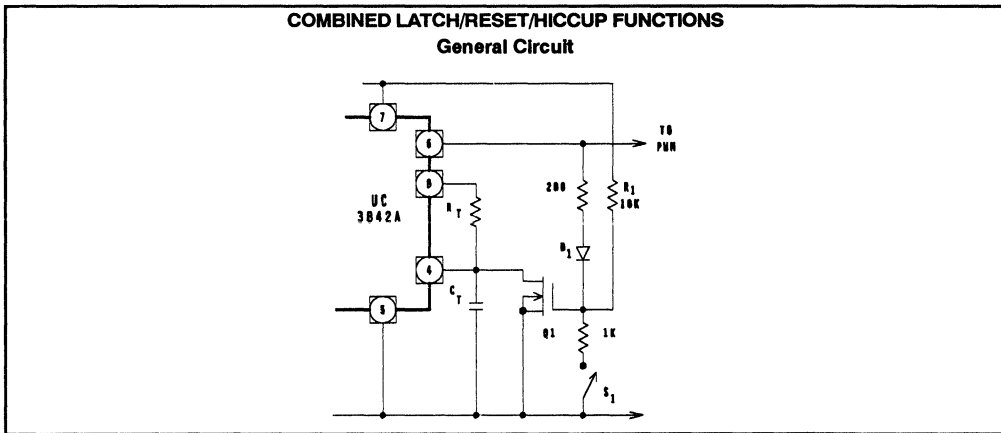 COMBINED LATCH/RESET/HICCUP FUNCTIONS
General Circuit
7
TO
PWM
6
8
200
R1
10K
UC
3842A
RT
D1
4
CT
5
Q1
1K
S1